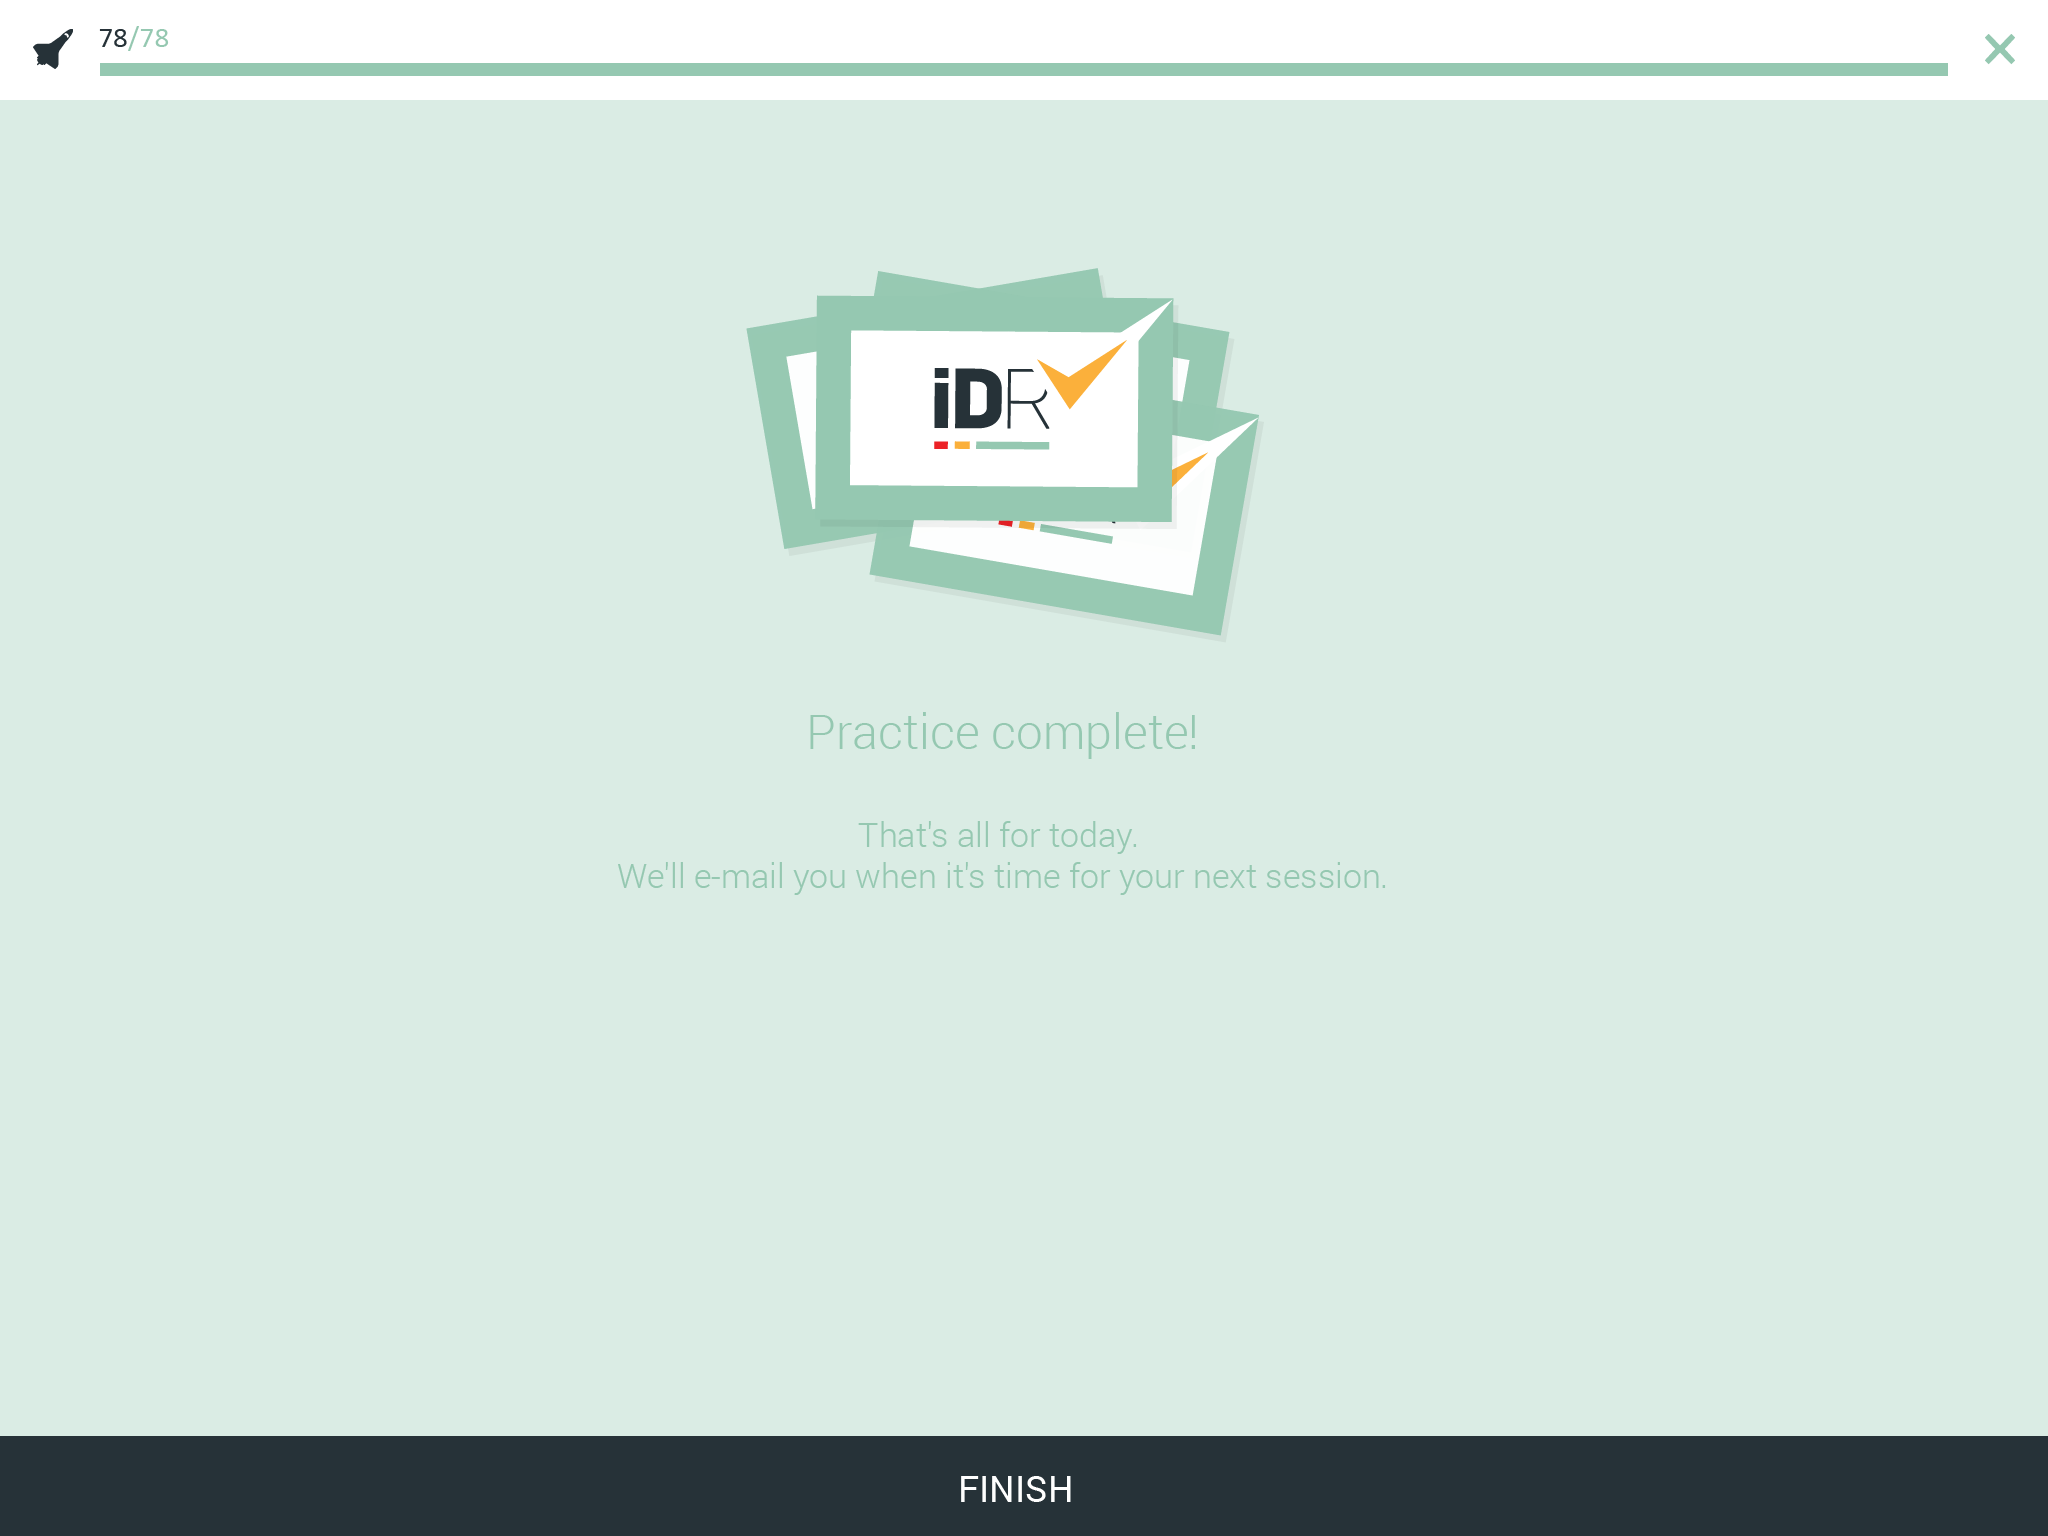 78/78
iDR
Practice complete!
That's all for today.
We'll e-mail you when it's time for your next session.
FINISH